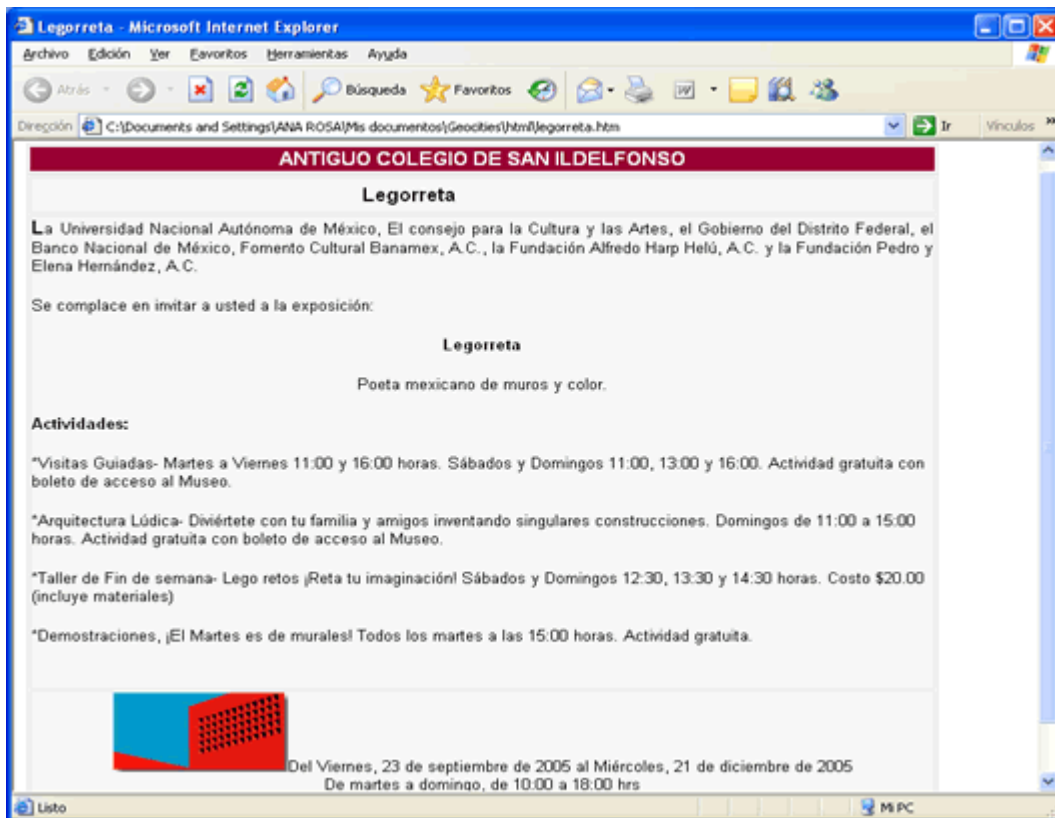 Legorreta - Microsoft Internet Explorer
Archivo Edición Ver Favoritos Herramientas Ayuda
Atrás Búsqueda Favoritos
Dirección C:\Documents and Settings\ANA ROSA\Mis documentos\Geocities\html\legorreta.htm Ir Vínculos »
ANTIGUO COLEGIO DE SAN ILDELFONSO
Legorreta
La Universidad Nacional Autónoma de México, El consejo para la Cultura y las Artes, el Gobierno del Distrito Federal, el
Banco Nacional de México, Fomento Cultural Banamex, A.C., la Fundación Alfredo Harp Helú, A.C. y la Fundación Pedro y
Elena Hernández, A.C.
Se complace en invitar a usted a la exposición:
Legorreta
Poeta mexicano de muros y color.
Actividades:
*Visitas Guiadas- Martes a Viernes 11:00 y 16:00 horas. Sábados y Domingos 11:00, 13:00 y 16:00. Actividad gratuita con
boleto de acceso al Museo.
*Arquitectura Lúdica- Diviértete con tu familia y amigos inventando singulares construcciones. Domingos de 11:00 a 15:00
horas. Actividad gratuita con boleto de acceso al Museo.
*Taller de Fin de semana- Lego retos ¡Reta tu imaginación! Sábados y Domingos 12:30, 13:30 y 14:30 horas. Costo $20.00
(incluye materiales)
*Demostraciones, ¡El Martes es de murales! Todos los martes a las 15:00 horas. Actividad gratuita.
Del Viernes, 23 de septiembre de 2005 al Miércoles, 21 de diciembre de 2005
De martes a domingo, de 10:00 a 18:00 hrs
Listo Mi PC